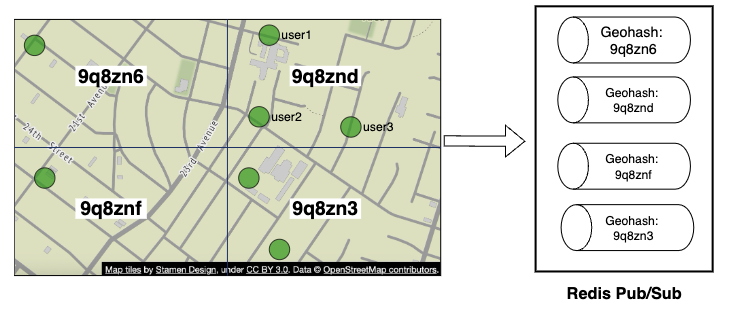 user1
9q8zn6
9q8znd
21st Avenue
user2
user3
24th Street
23rd Avenue
9q8znf
9q8zn3
Map tiles by Stamen Design, under CC BY 3.0. Data © OpenStreetMap contributors.
Geohash:
9q8zn6
Geohash:
9q8znd
Geohash:
9q8znf
Geohash:
9q8zn3
Redis Pub/Sub